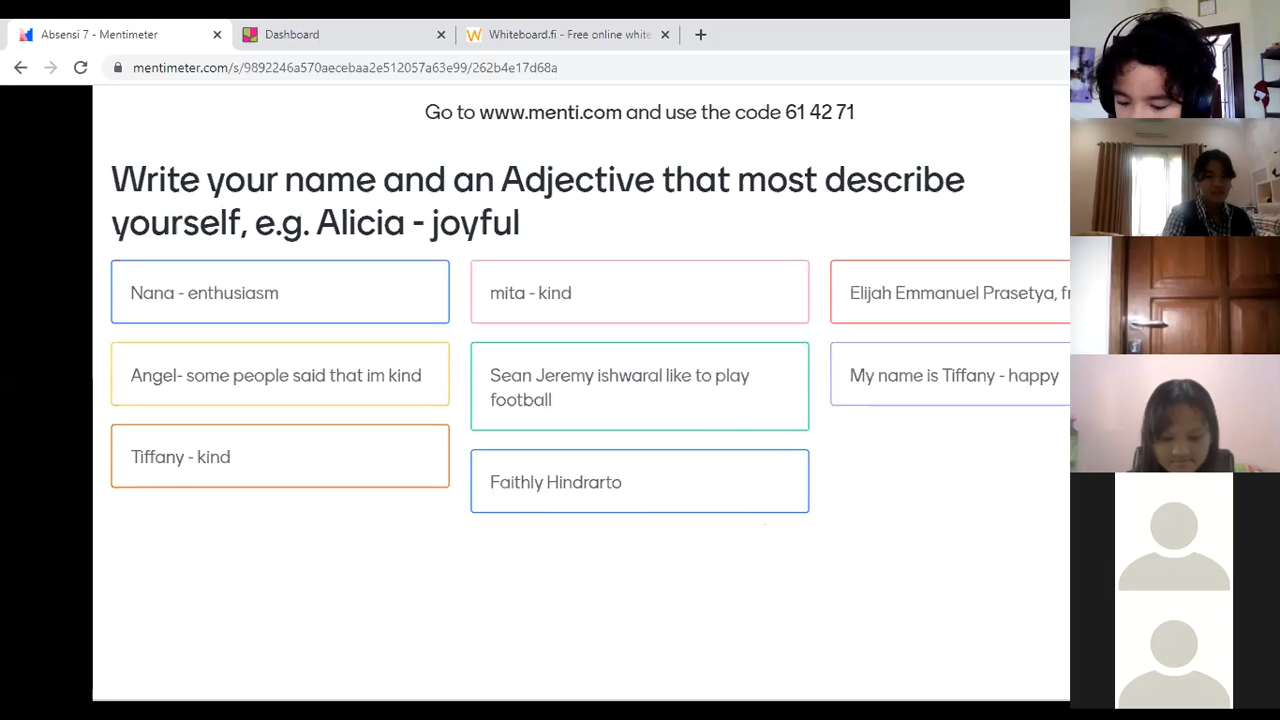 Absensi 7 - Mentimeter
Dashboard
Whiteboard.fi - Free online white
mentimeter.com/s/9892246a570aecebaa2e512057a63e99/262b4e17d68a
Go to www.menti.com and use the code 61 42 71
Write your name and an Adjective that most describe
yourself, e.g. Alicia - joyful
Nana - enthusiasm
mita - kind
Elijah Emmanuel Prasetya, fr
Angel- some people said that im kind
Sean Jeremy ishwaral like to play
football
My name is Tiffany - happy
Tiffany - kind
Faithly Hindrarto